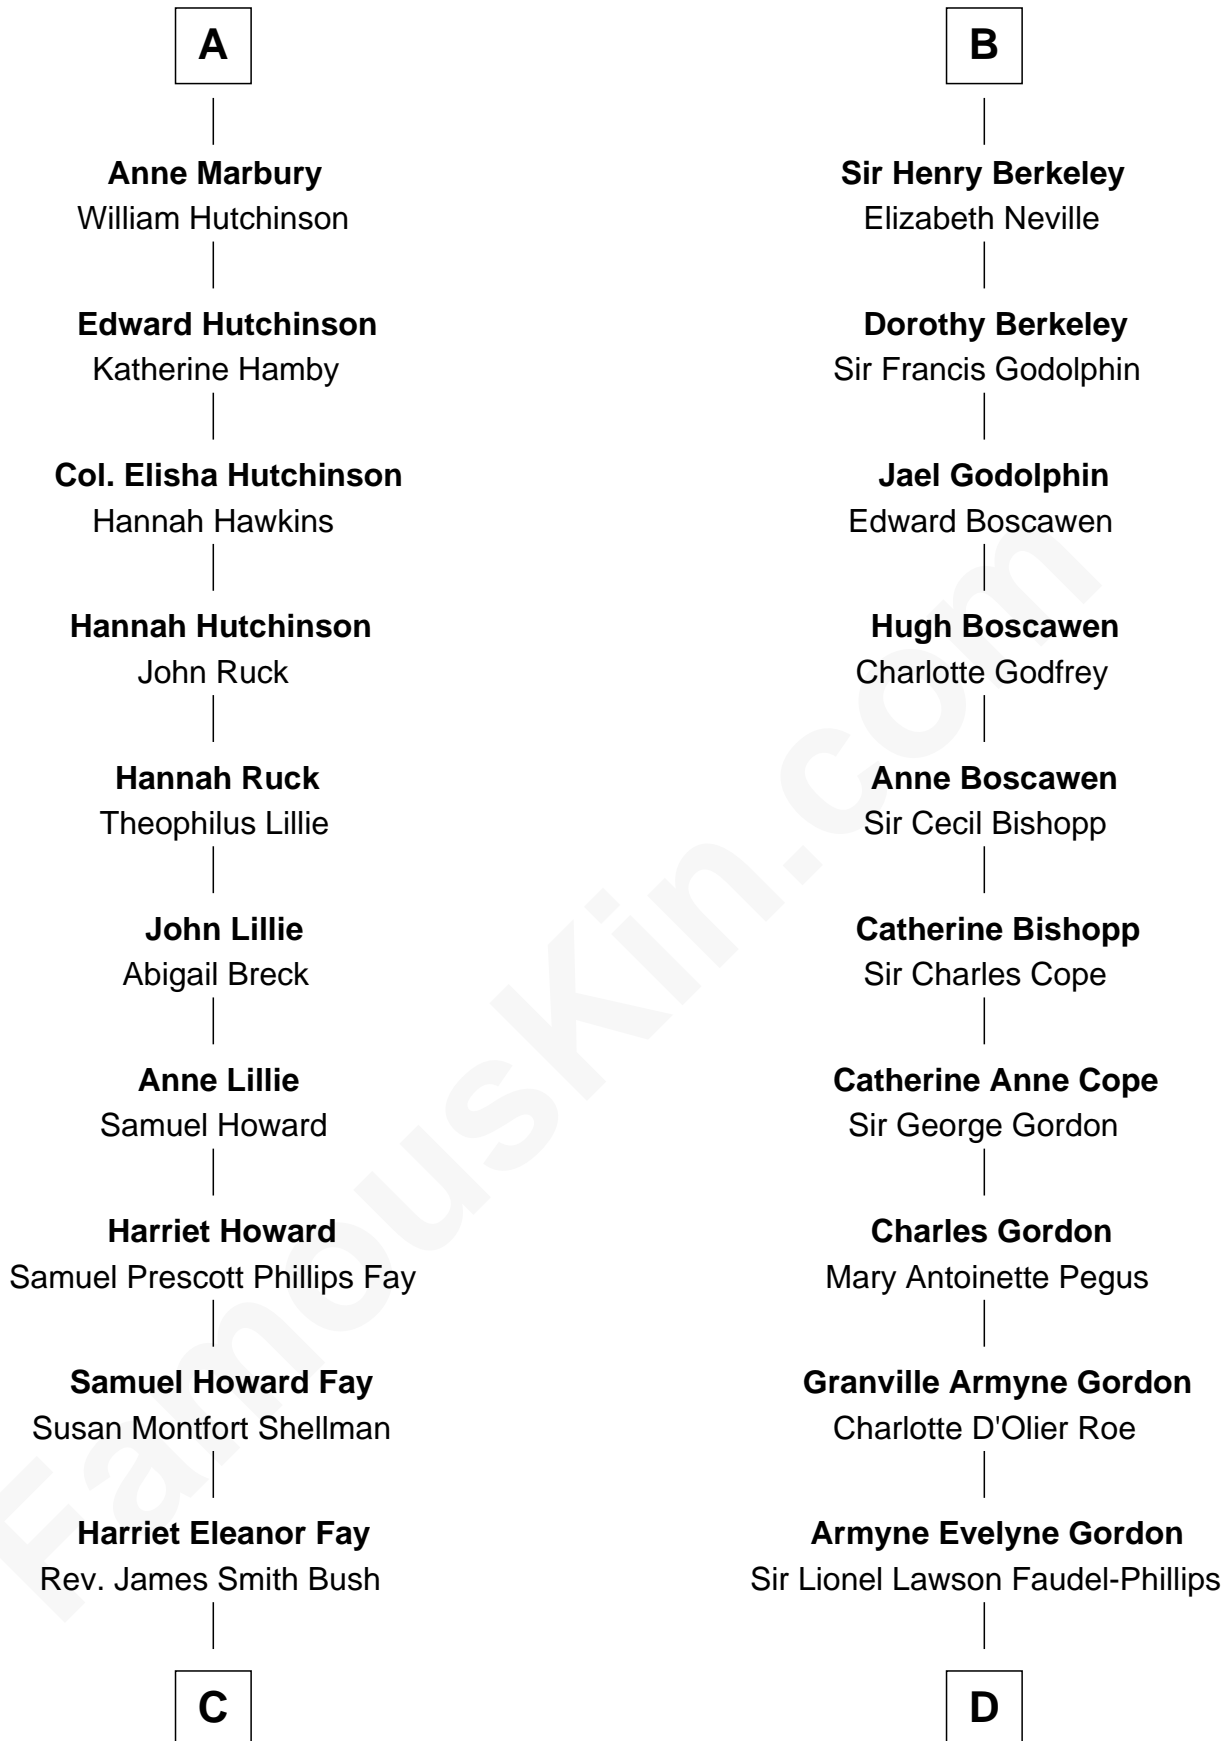 A
Anne Marbury
William Hutchinson
Edward Hutchinson
Katherine Hamby
Col. Elisha Hutchinson
Hannah Hawkins
Hannah Hutchinson
John Ruck
Hannah Ruck
Theophilus Lillie
John Lillie
Abigail Breck
Anne Lillie
Samuel Howard
Harriet Howard
Samuel Prescott Phillips Fay
Samuel Howard Fay
Susan Montfort Shellman
Harriet Eleanor Fay
Rev. James Smith Bush
C
B
Sir Henry Berkeley
Elizabeth Neville
Dorothy Berkeley
Sir Francis Godolphin
Jael Godolphin
Edward Boscawen
Hugh Boscawen
Charlotte Godfrey
Anne Boscawen
Sir Cecil Bishopp
Catherine Bishopp
Sir Charles Cope
Catherine Anne Cope
Sir George Gordon
Charles Gordon
Mary Antoinette Pegus
Granville Armyne Gordon
Charlotte D'Olier Roe
Armyne Evelyne Gordon
Sir Lionel Lawson Faudel-Phillips
D
FamousKin.com